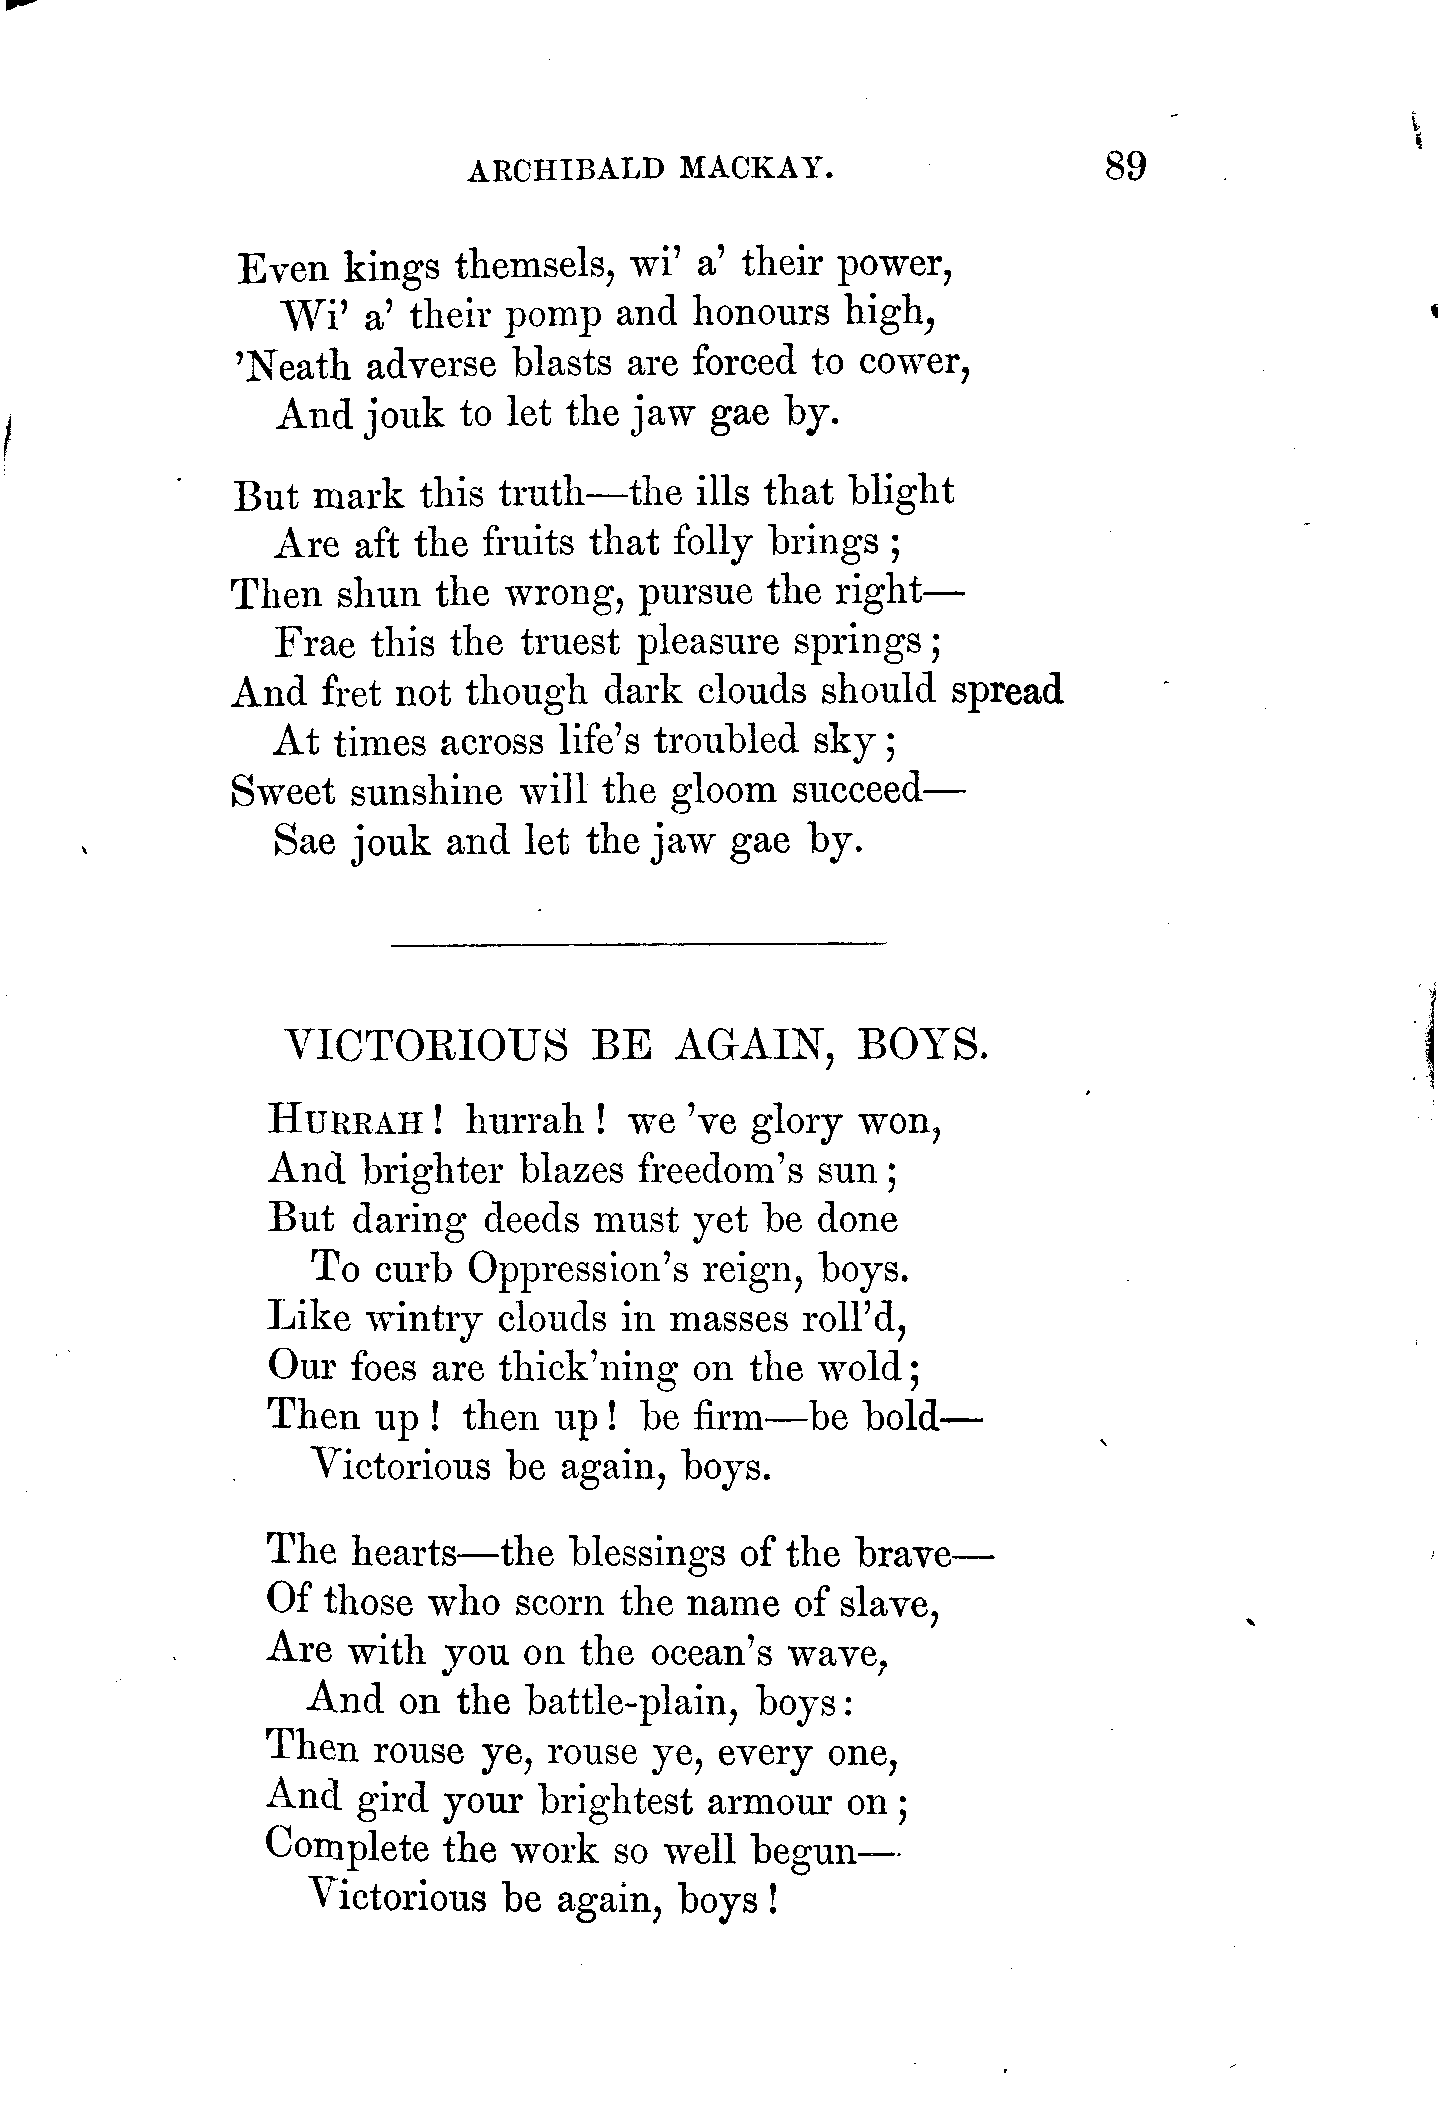 ARCHIBALD MACKAY. 89
Even kings themsels, wi' a' their power,
Wi' a' their pomp and honours high,
'Neath adverse blasts are forced to cower,
And jouk to let the jaw gae by.
But mark this truth—the ills that blight
Are aft the fruits that folly brings ;
Then shun the wrong, pursue the right—
Frae this the truest pleasure springs ;
And fret not though dark clouds should spread
At times across life's troubled sky ;
Sweet sunshine will the gloom succeed—
Sae jouk and let the jaw gae by.
VICTORIOUS BE AGAIN, BOYS.
HURRAH ! hurrah ! we 've glory won,
And brighter blazes freedom's sun ;
But daring deeds must yet be done
To curb Oppression's reign, boys.
Like wintry clouds in masses roll'd,
Our foes are thick'ning on the wold ;
Then up ! then up ! be firm—be bold—
Victorious be again, boys.
The hearts—the blessings of the brave—
Of those who scorn the name of slave,
Are with you on the ocean's wave,
And on the battle-plain, boys :
Then rouse ye, rouse ye, every one,
And gird your brightest armour on ;
Complete the work so well begun—
Victorious be again, boys !